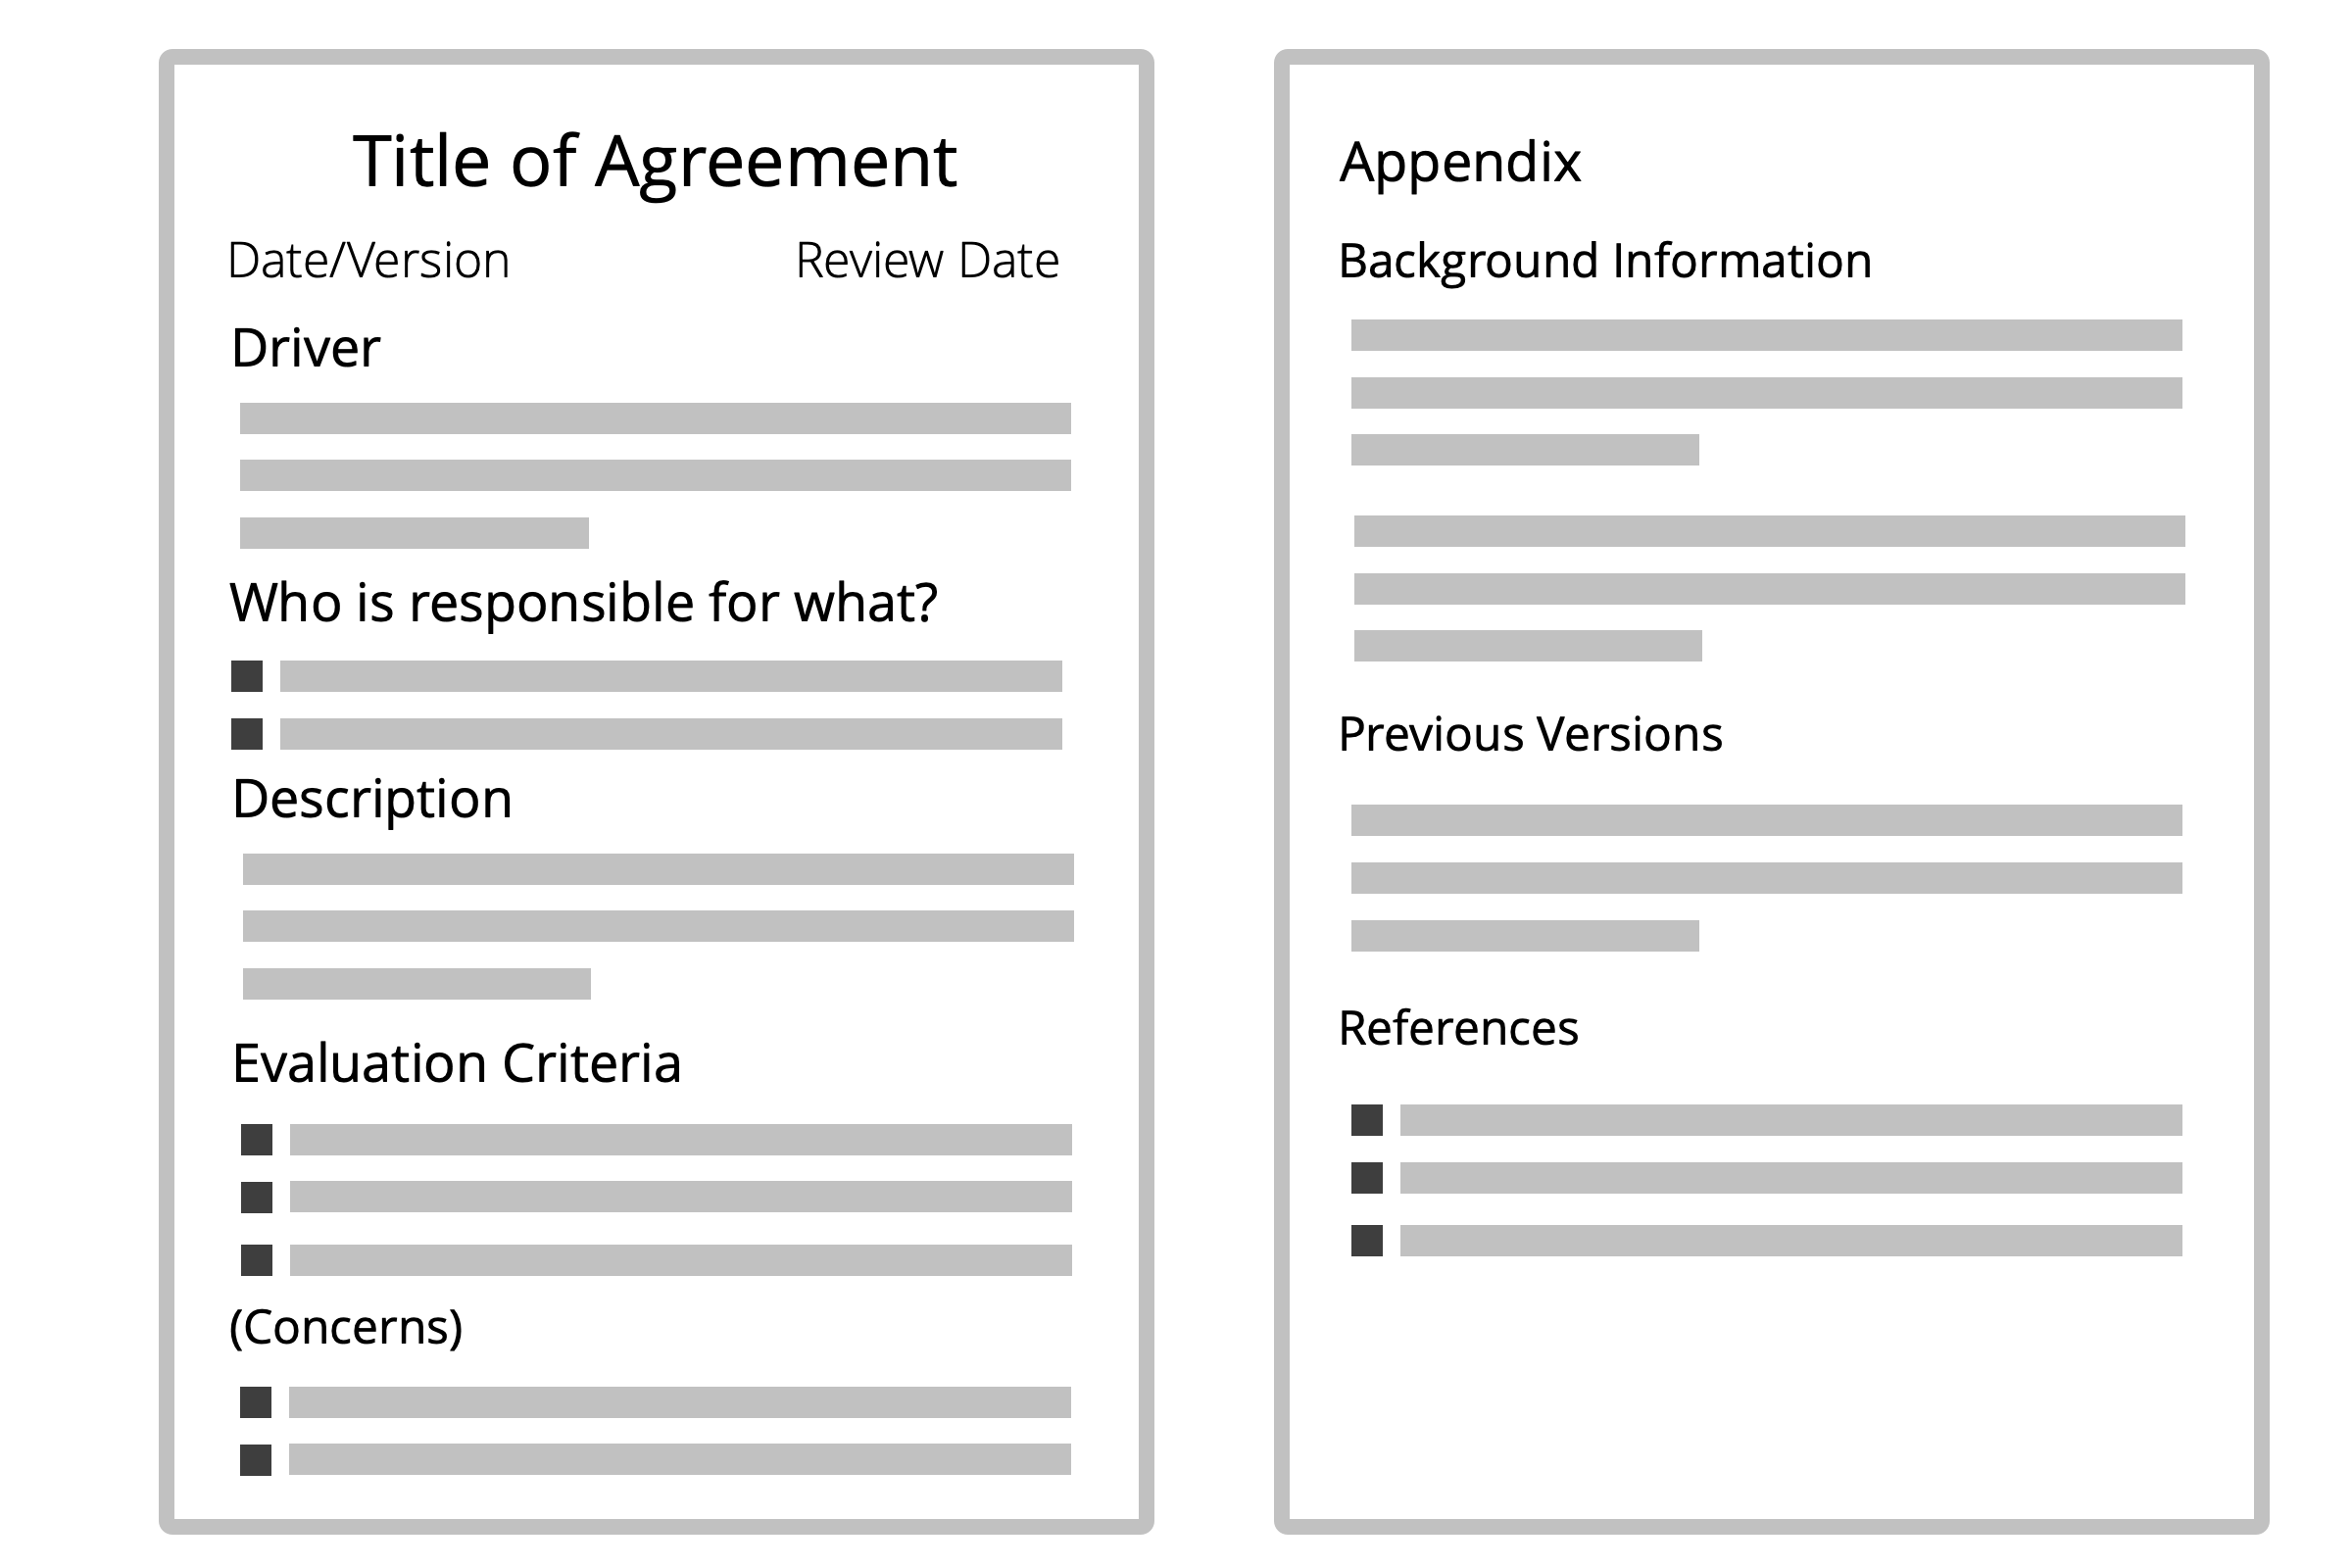 Title of Agreement
Date/Version Review Date
Driver
Who is responsible for what?
Description
Evaluation Criteria
(Concerns)
Appendix
Background Information
Previous Versions
References